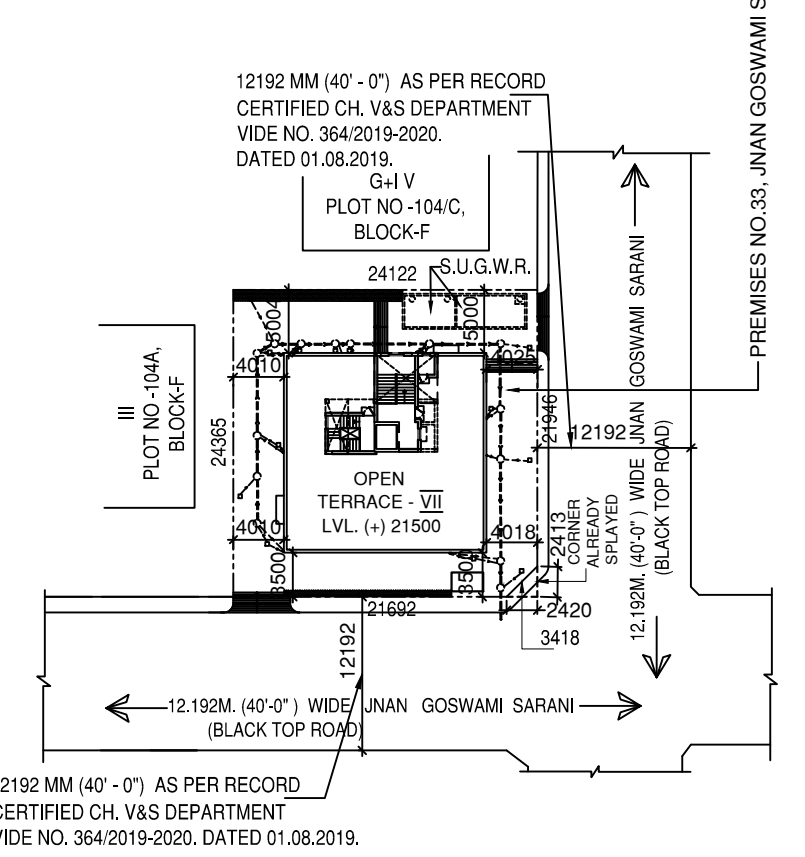 PREMISES NO.33, JNAN GOSWAMI S
12192 MM (40' - 0") AS PER RECORD
CERTIFIED CH. V&S DEPARTMENT
VIDE NO. 364/2019-2020.
DATED 01.08.2019.
G+I V
PLOT NO -104/C,
BLOCK-F
24122
S.U.G.W.R.
5004
5000
4010
4025
III
PLOT NO -104A,
BLOCK-F
24365
21946
12192
OPEN
TERRACE - VII
LVL. (+) 21500
4010
4018
2413
CORNER
ALREADY
SPLAYED
12.192M. (40'-0" ) WIDE JNAN GOSWAMI SARANI
(BLACK TOP ROAD)
3500
3500
21692
2420
3418
12192
12.192M. (40'-0" ) WIDE JNAN GOSWAMI SARANI
(BLACK TOP ROAD)
2192 MM (40' - 0") AS PER RECORD
CERTIFIED CH. V&S DEPARTMENT
VIDE NO. 364/2019-2020. DATED 01.08.2019.